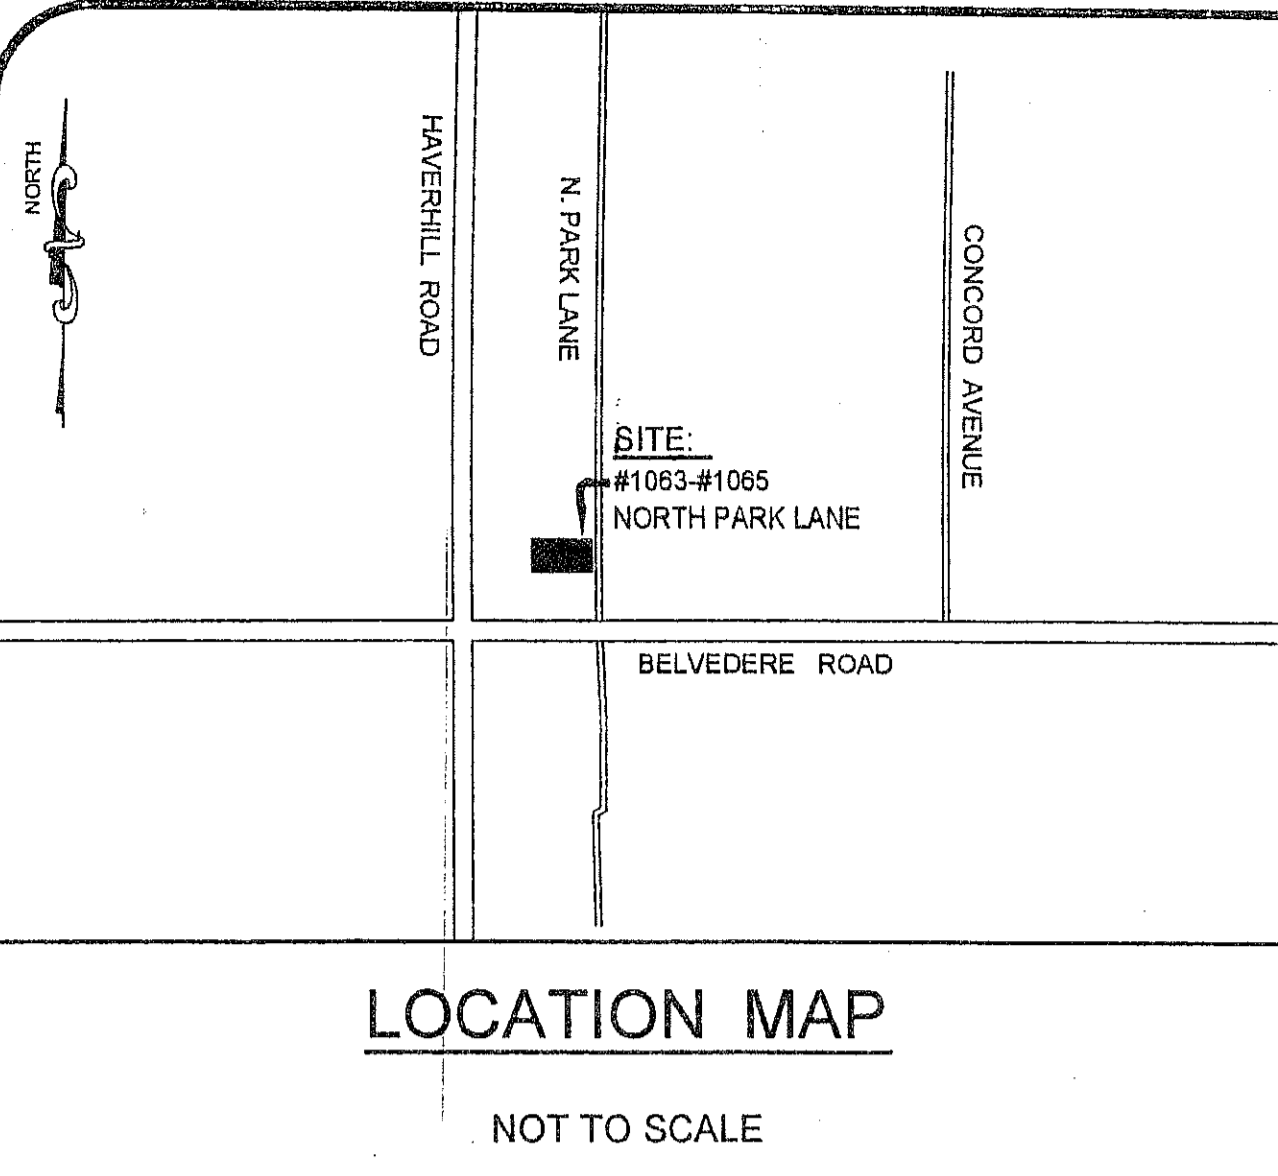 NORTH
HAVERHILL ROAD
N. PARK LANE
CONCORD AVENUE
SITE:
#1063-#1065
NORTH PARK LANE
BELVEDERE ROAD
LOCATION MAP
NOT TO SCALE